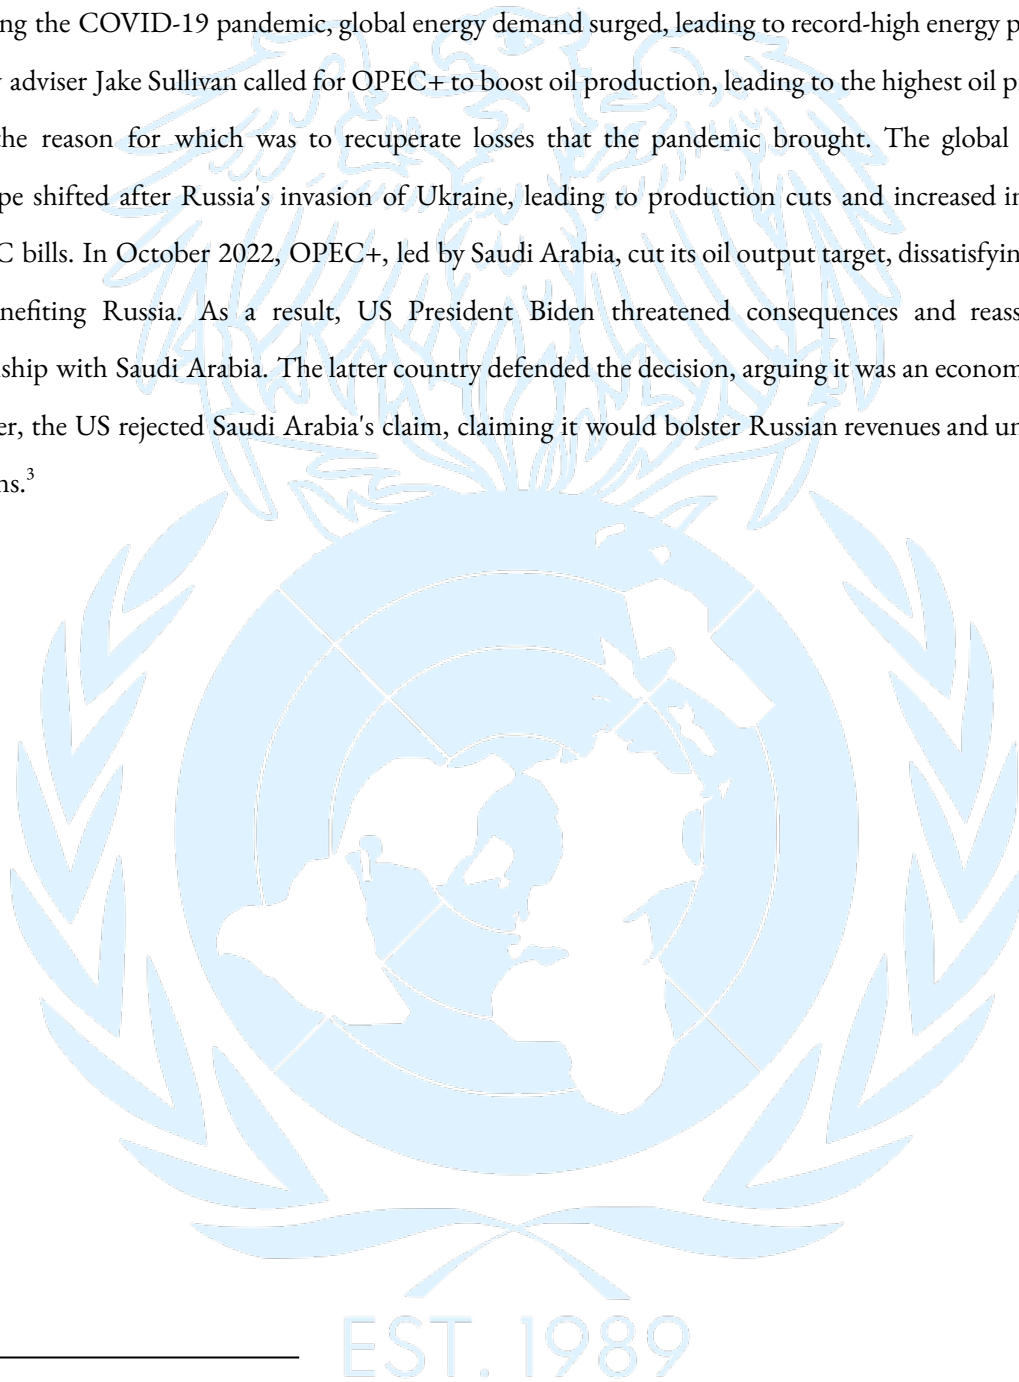 ng the COVID-19 pandemic, global energy demand surged, leading to record-high energy p
adviser Jake Sullivan called for OPEC+ to boost oil production, leading to the highest oil p
he reason for which was to recuperate losses that the pandemic brought. The global
pe shifted after Russia's invasion of Ukraine, leading to production cuts and increased in
C bills. In October 2022, OPEC+, led by Saudi Arabia, cut its oil output target, dissatisfyin
nefiting Russia. As a result, US President Biden threatened consequences and reass
ship with Saudi Arabia. The latter country defended the decision, arguing it was an econom
er, the US rejected Saudi Arabia's claim, claiming it would bolster Russian revenues and un
ns.³
EST. 1989